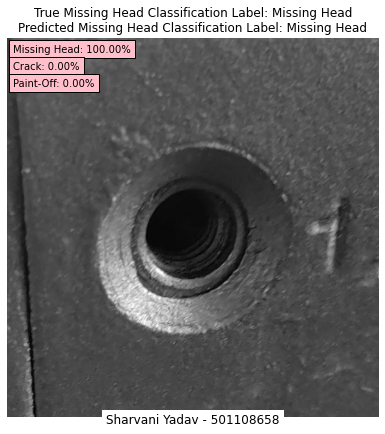 True Missing Head Classification Label: Missing Head
Predicted Missing Head Classification Label: Missing Head
Missing Head: 100.00%
Crack: 0.00%
Paint-Off: 0.00%
Sharvani Yadav - 501108658